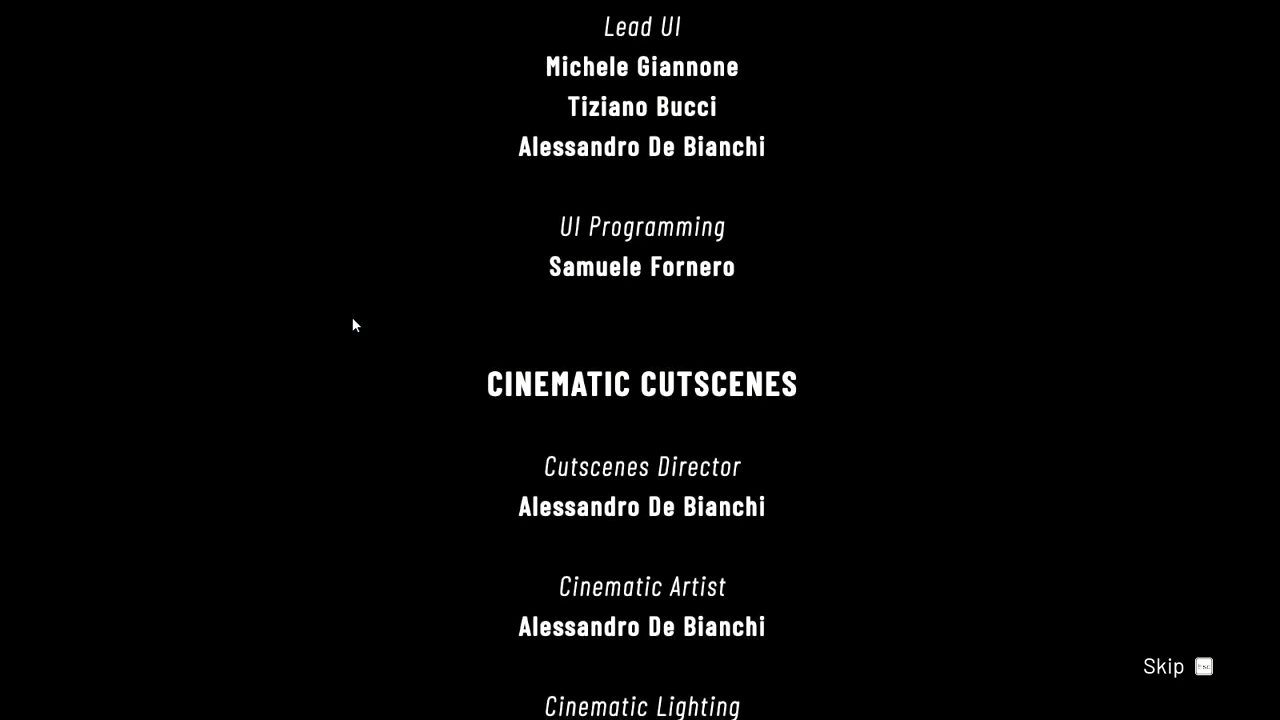 Lead UI
Michele Giannone
Tiziano Bucci
Alessandro De Bianchi
UI Programming
Samuele Fornero
CINEMATIC CUTSCENES
Cutscenes Director
Alessandro De Bianchi
Cinematic Artist
Alessandro De Bianchi
Skip Esc
Cinematic Lighting